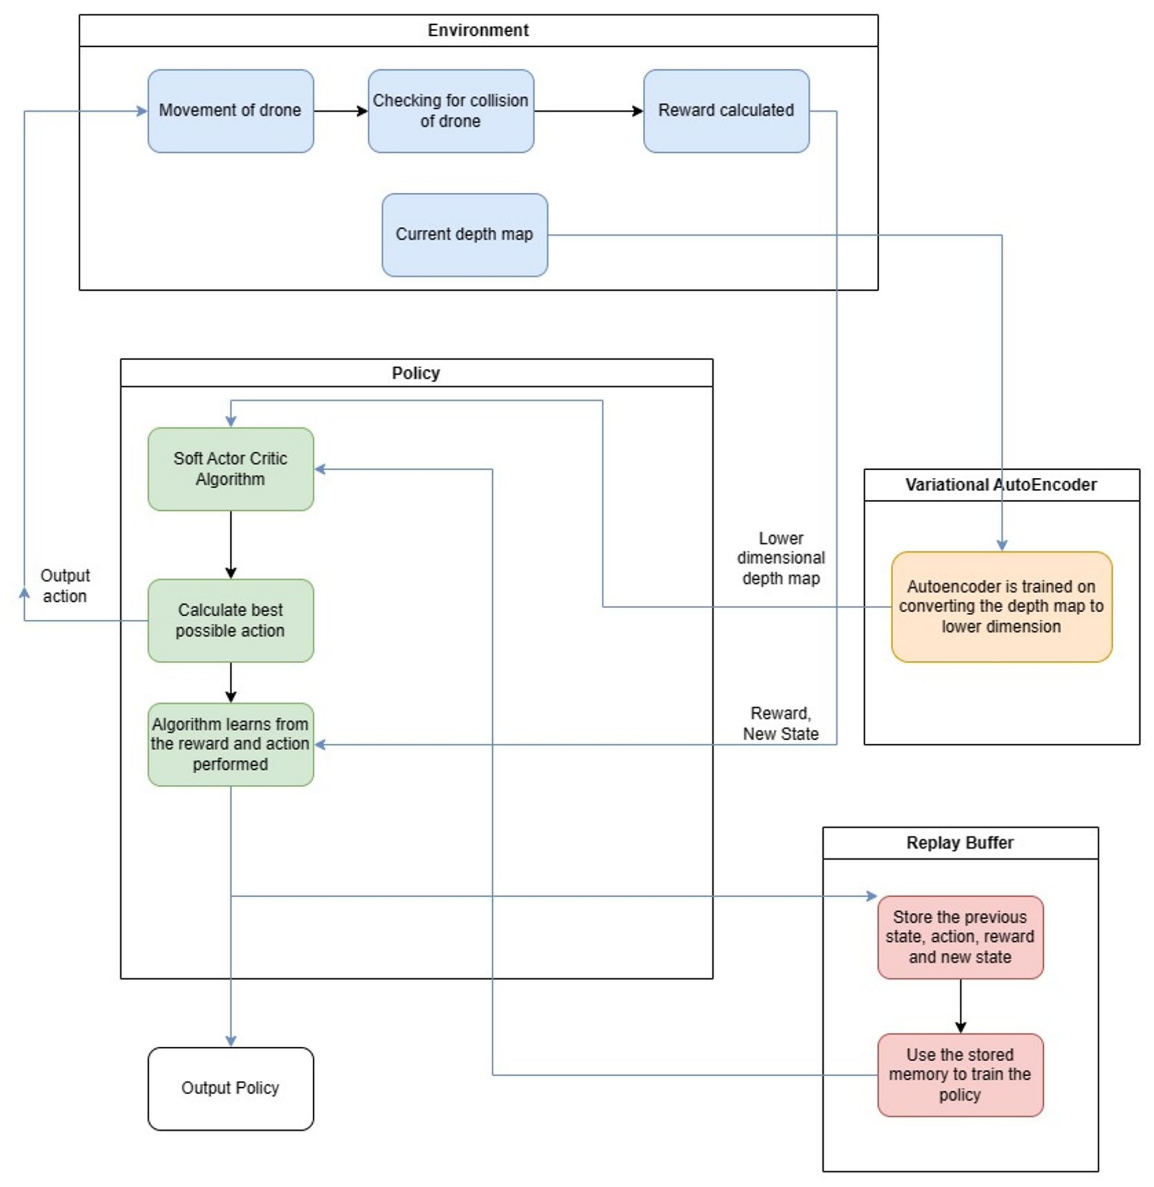 Environment
Movement of drone
Checking for collision
of drone
Reward calculated
Current depth map
Policy
Soft Actor Critic
Algorithm
Variational AutoEncoder
Lower
dimensional
depth map
Output
action
Calculate best
possible action
Autoencoder is trained on
converting the depth map to
lower dimension
Algorithm learns from
the reward and action
performed
Reward,
New State
Replay Buffer
Store the previous
state, action, reward
and new state
Output Policy
Use the stored
memory to train the
policy